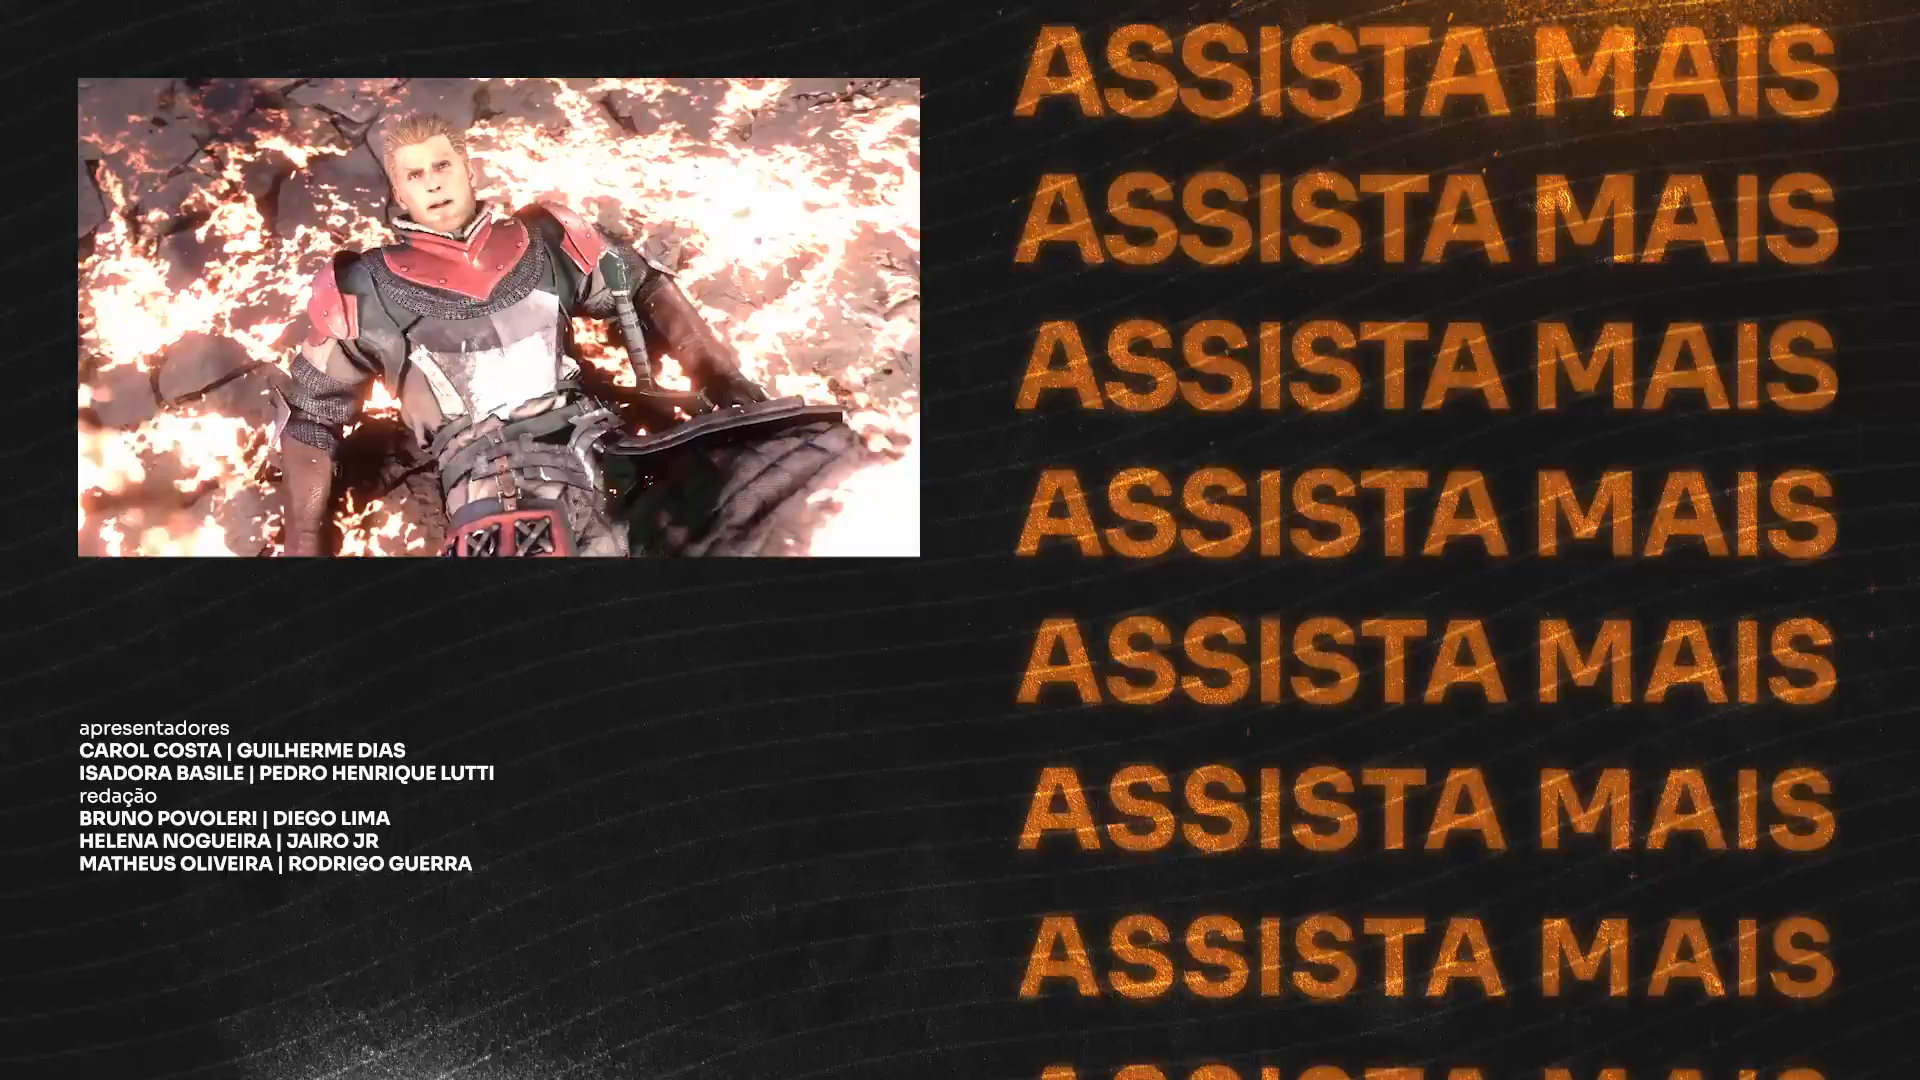 apresentadores
CAROL COSTA | GUILHERME DIAS
ISADORA BASILE | PEDRO HENRIQUE LUTTI
redação
BRUNO POVOLERI | DIEGO LIMA
HELENA NOGUEIRA | JAIRO JR
MATHEUS OLIVEIRA | RODRIGO GUERRA
ASSISTA MAIS
ASSISTA MAIS
ASSISTA MAIS
ASSISTA MAIS
ASSISTA MAIS
ASSISTA MAIS
ASSISTA MAIS